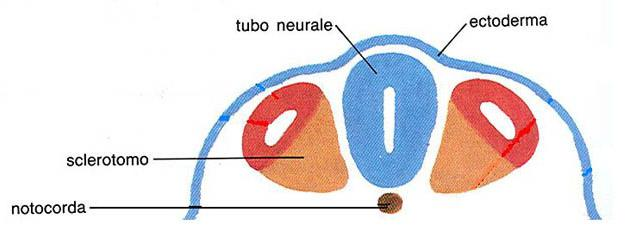 tubo neurale
ectoderma
sclerotomo
notocorda